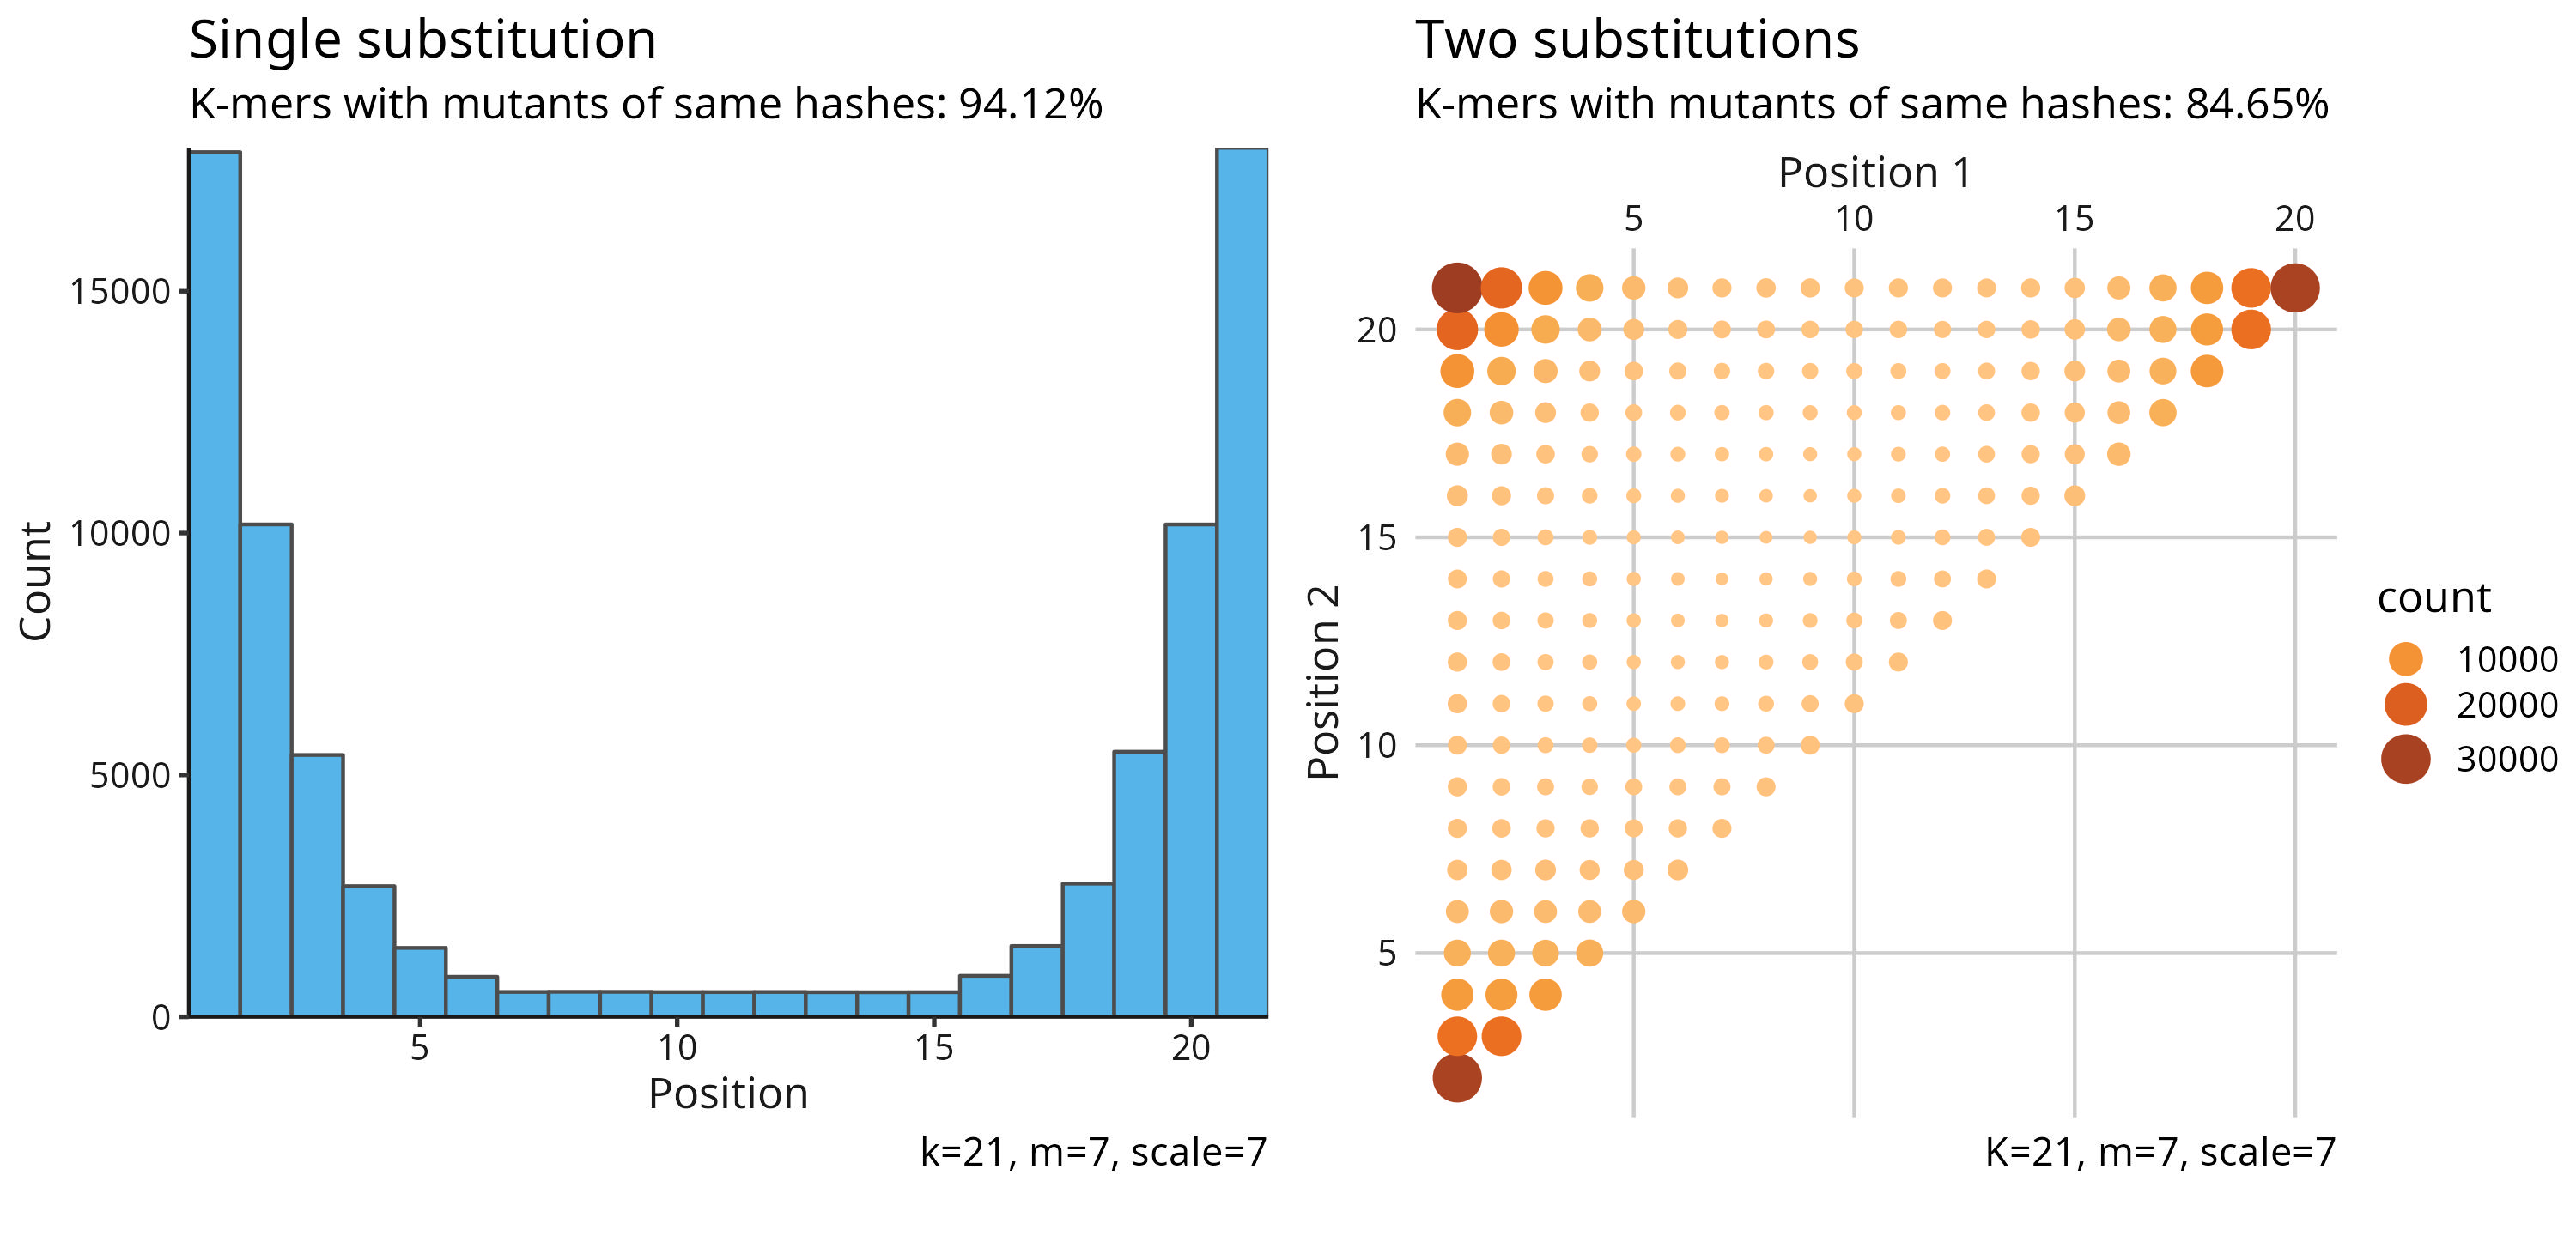 Single substitution
K-mers with mutants of same hashes: 94.12%
Count
15000
10000
5000
0
5 10 15 20
Position
k=21, m=7, scale=7
Two substitutions
K-mers with mutants of same hashes: 84.65%
Position 1
5 10 15 20
Position 2
20
15
10
5
K=21, m=7, scale=7
count
10000
20000
30000